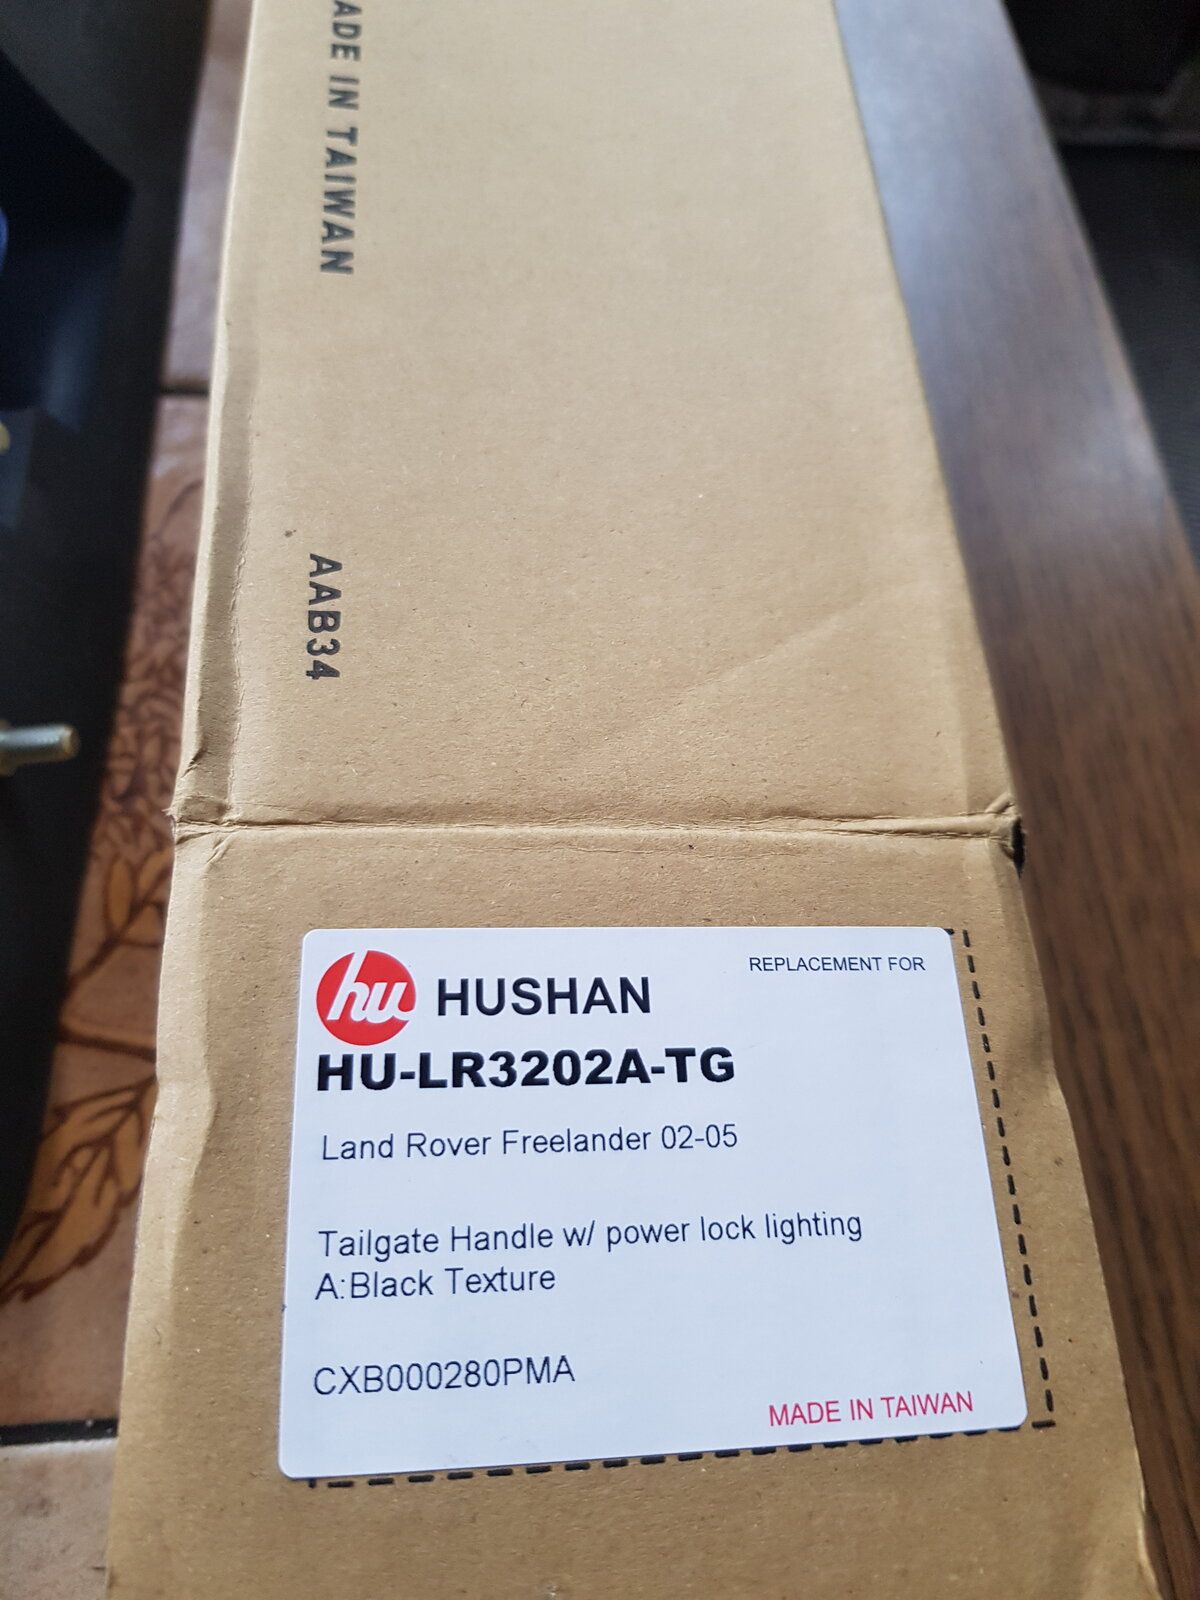 ADE IN TAIWAN
AAB34
hu HUSHAN
REPLACEMENT FOR
HU-LR3202A-TG
Land Rover Freelander 02-05
Tailgate Handle w/ power lock lighting
A:Black Texture
CXB000280PMA
MADE IN TAIWAN